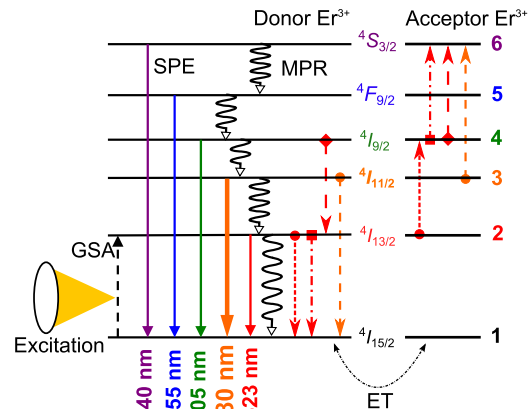 Donor Er³⁺ Acceptor Er³⁺
⁴S₃/₂ 6
SPE MPR
⁴F₉/₂ 5
⁴I₉/₂ 4
⁴I₁₁/₂ 3
⁴I₁₃/₂ 2
GSA
Excitation
⁴I₁₅/₂ 1
40 nm
55 nm
05 nm
30 nm
23 nm
ET